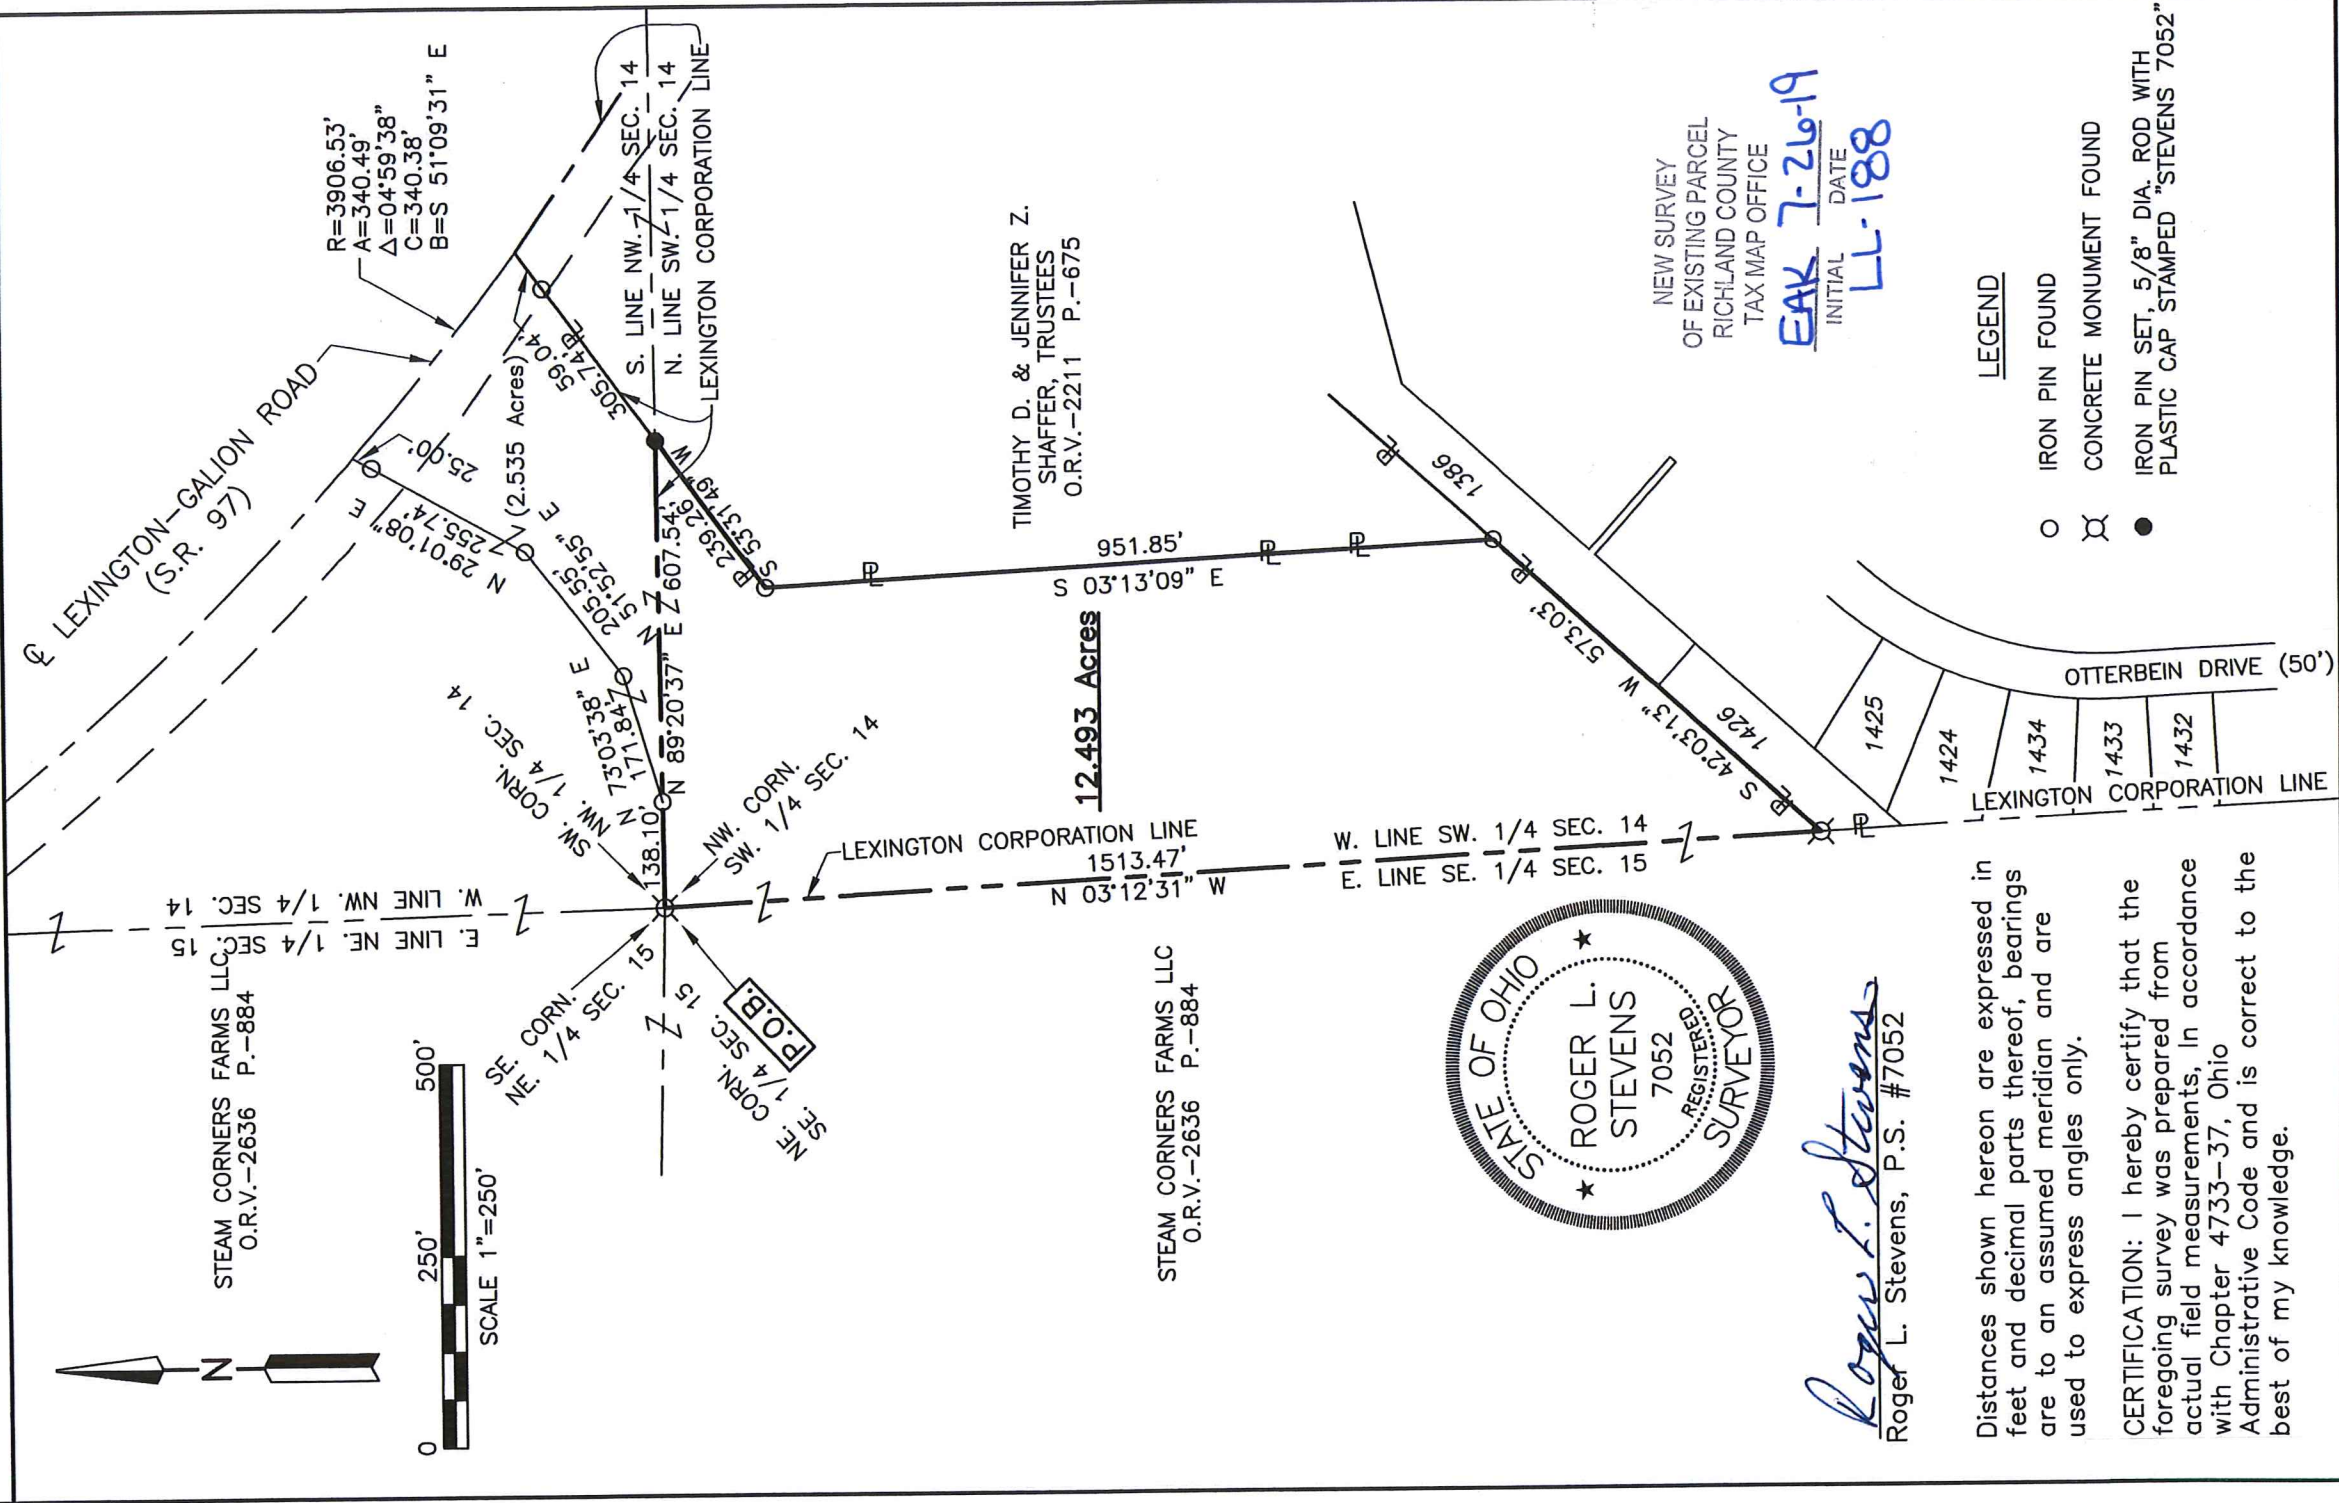 ℄ LEXINGTON-GALION ROAD
(S.R. 97)
R=3906.53'
A=340.49'
Δ=04°59'38"
C=340.38'
B=S 51°09'31" E
25.00'
N 29°01'08" E
255.74'
(2.535 Acres)
N 51°52'55" E
205.55'
N 73°03'38" E
171.84'
59.04'
305.74'
S. LINE NW. 1/4 SEC. 14
N. LINE SW. 1/4 SEC. 14
LEXINGTON CORPORATION LINE
138.10'
N 89°20'37" E
607.54'
239.26'
S 53°31'49" W
SW. CORN.
NW. 1/4 SEC. 14
NW. CORN.
SW. 1/4 SEC. 14
W. LINE NW. 1/4 SEC. 14
E. LINE NE. 1/4 SEC. 15
STEAM CORNERS FARMS LLC
O.R.V.-2636 P.-884
SE. CORN.
NE. 1/4 SEC. 15
NE. CORN.
SE. 1/4 SEC. 15
P.O.B.
N
0 250' 500'
SCALE 1"=250'
TIMOTHY D. & JENNIFER Z.
SHAFFER, TRUSTEES
O.R.V.-2211 P.-675
951.85'
S 03°13'09" E
12.493 Acres
LEXINGTON CORPORATION LINE
1513.47'
N 03°12'31" W
W. LINE SW. 1/4 SEC. 14
E. LINE SE. 1/4 SEC. 15
STEAM CORNERS FARMS LLC
O.R.V.-2636 P.-884
1386
573.03'
S 42°03'13" W
1426
1425
1424
1434
1433
1432
OTTERBEIN DRIVE (50')
LEXINGTON CORPORATION LINE
NEW SURVEY
OF EXISTING PARCEL
RICHLAND COUNTY
TAX MAP OFFICE
EAK 7-26-19
INITIAL DATE
LL-188
LEGEND
IRON PIN FOUND
CONCRETE MONUMENT FOUND
IRON PIN SET, 5/8" DIA. ROD WITH
PLASTIC CAP STAMPED "STEVENS 7052"
STATE OF OHIO
ROGER L.
STEVENS
7052
REGISTERED
SURVEYOR
Roger L. Stevens
Roger L. Stevens, P.S. #7052
Distances shown hereon are expressed in
feet and decimal parts thereof, bearings
are to an assumed meridian and are
used to express angles only.
CERTIFICATION: I hereby certify that the
foregoing survey was prepared from
actual field measurements, In accordance
with Chapter 4733-37, Ohio
Administrative Code and is correct to the
best of my knowledge.